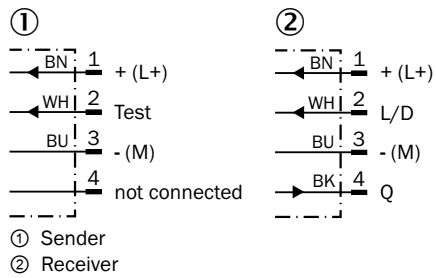 ① ②
BN 1 + (L+) BN 1 + (L+)
WH 2 Test WH 2 L/D
BU 3 - (M) BU 3 - (M)
4 not connected BK 4 Q
① Sender
② Receiver